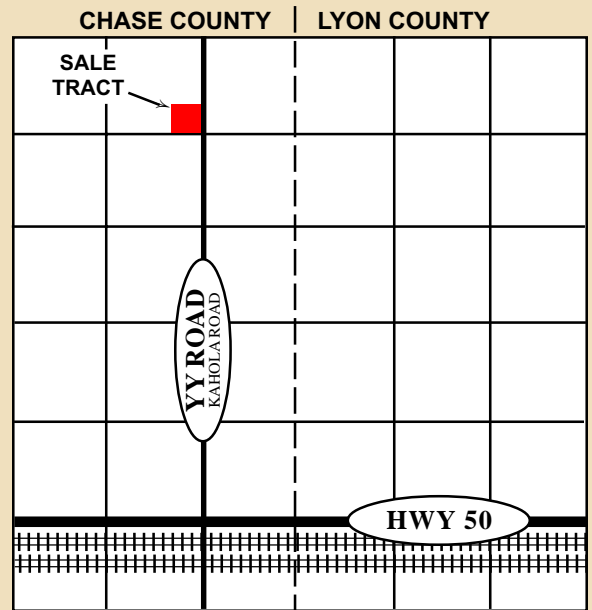 CHASE COUNTY | LYON COUNTY
SALE
TRACT
YY ROAD
KAHOLA ROAD
HWY 50